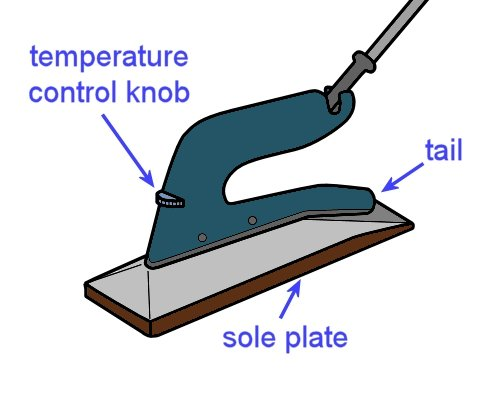 temperature
control knob
tail
sole plate